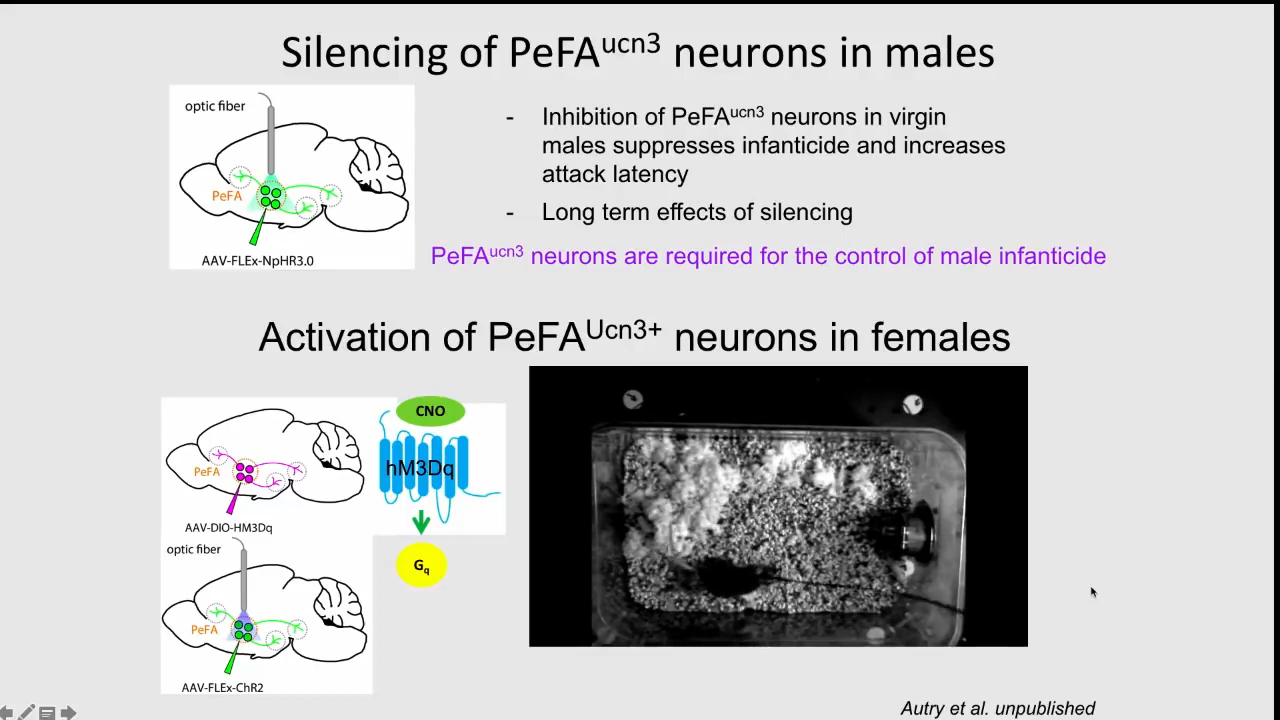 Silencing of PeFAucn3 neurons in males
optic fiber
PeFA
AAV-FLEx-NpHR3.0
- Inhibition of PeFAucn3 neurons in virgin
males suppresses infanticide and increases
attack latency
- Long term effects of silencing
PeFAucn3 neurons are required for the control of male infanticide
Activation of PeFAUcn3+ neurons in females
PeFA
AAV-DIO-HM3Dq
CNO
hM3Dq
Gq
optic fiber
PeFA
AAV-FLEx-ChR2
Autry et al. unpublished